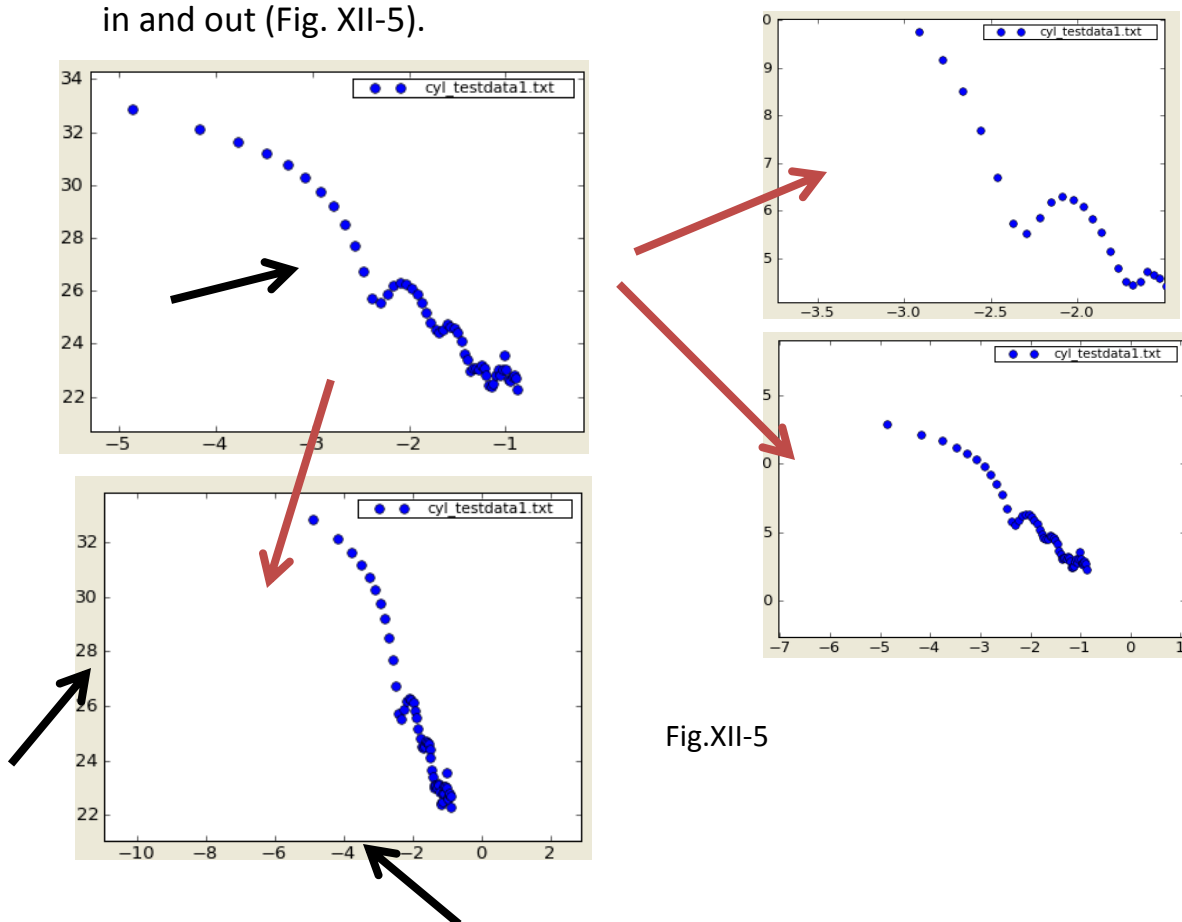 in and out (Fig. XII-5).
cyl_testdata1.txt
34
32
30
28
26
24
22
−5 −4 −3 −2 −1
cyl_testdata1.txt
0
9
8
7
6
5
−3.5 −3.0 −2.5 −2.0
cyl_testdata1.txt
5
0
5
0
−7 −6 −5 −4 −3 −2 −1 0 1
cyl_testdata1.txt
32
30
28
26
24
22
−10 −8 −6 −4 −2 0 2
Fig.XII-5